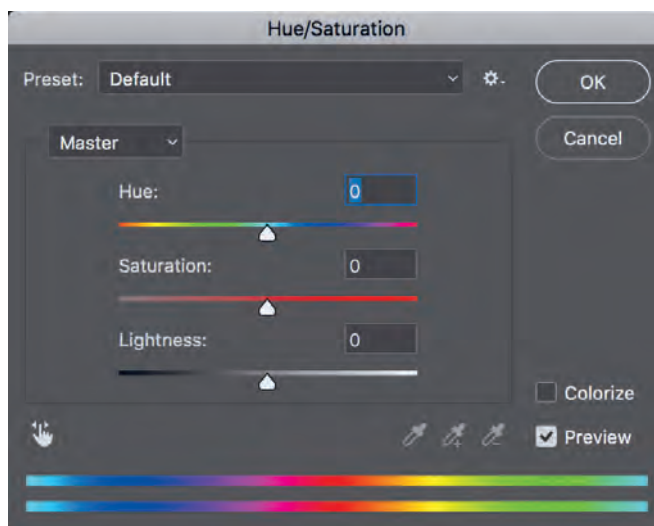 Hue/Saturation
Preset: Default
OK
Master
Cancel
Hue: 0
Saturation: 0
Lightness: 0
Colorize
Preview